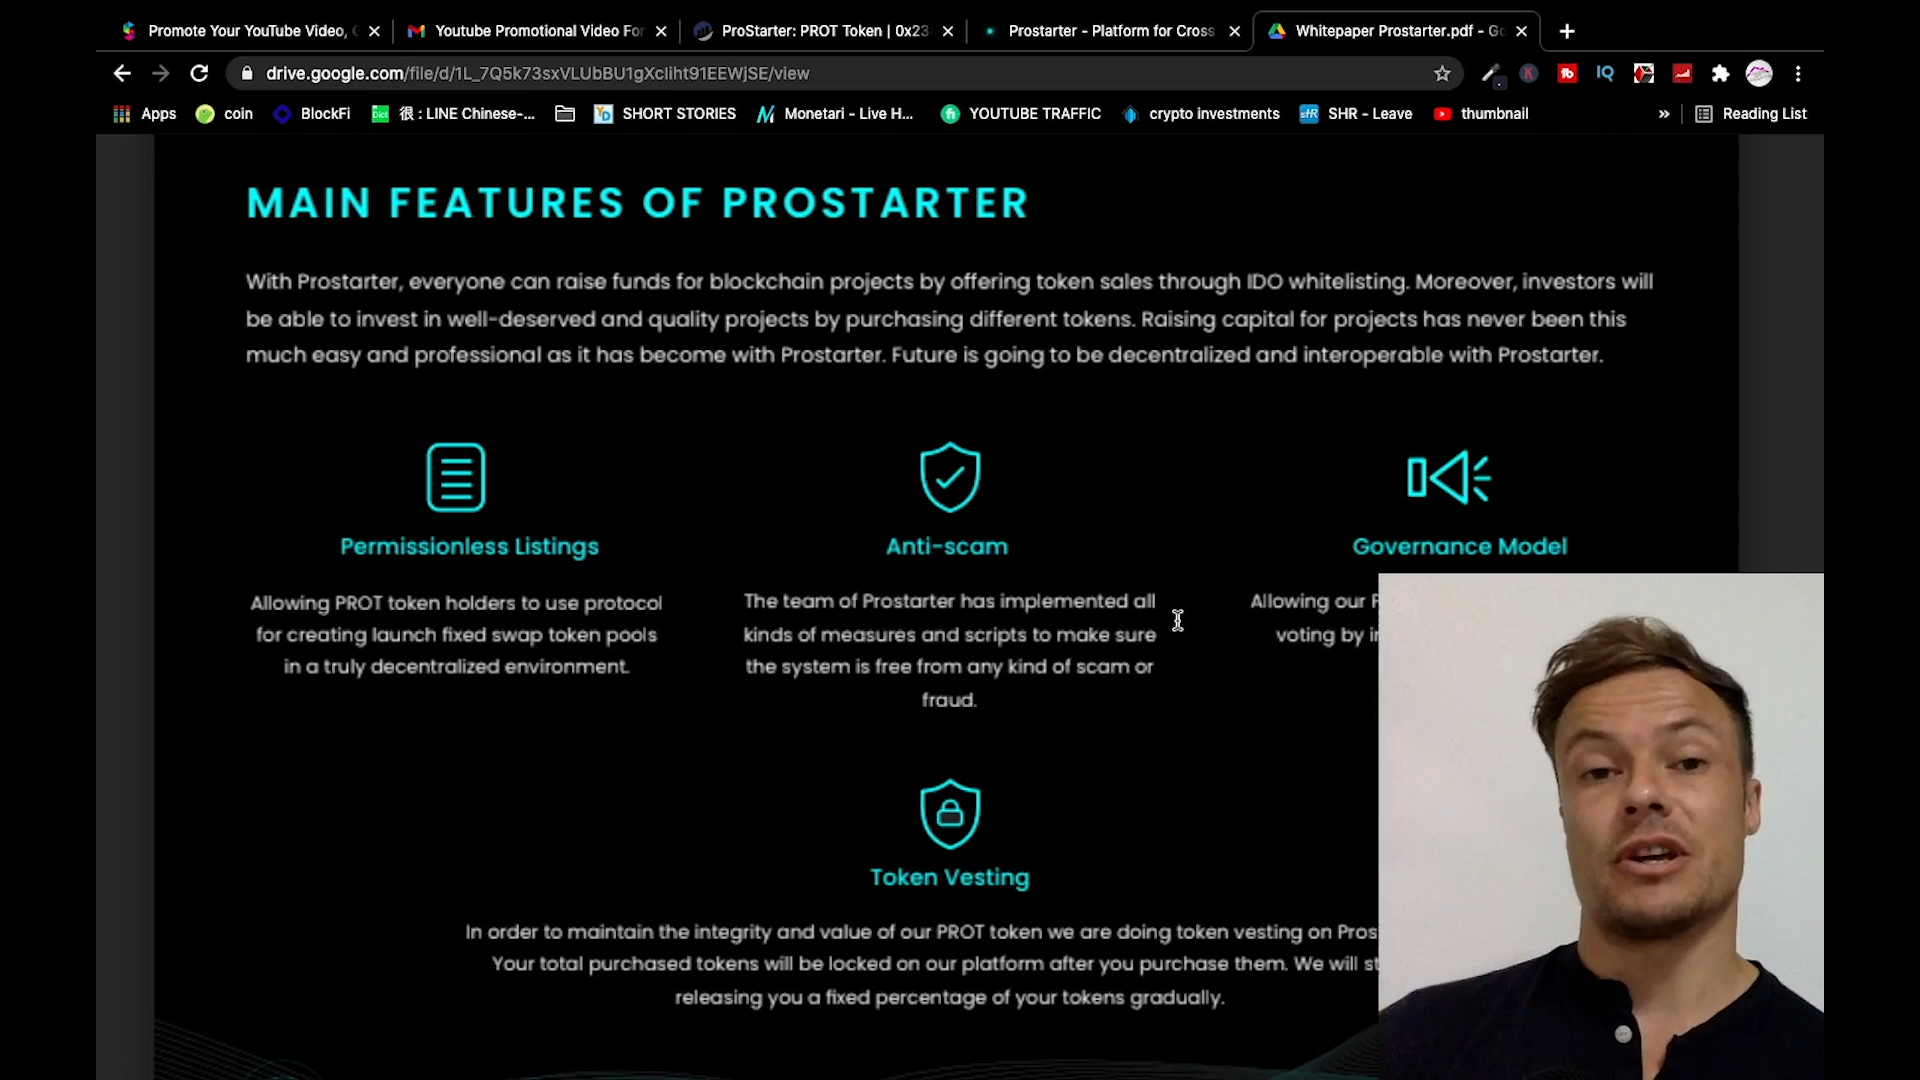 Promote Your YouTube Video,
Youtube Promotional Video For
ProStarter: PROT Token | 0x23
Prostarter - Platform for Cross
Whitepaper Prostarter.pdf - Go
drive.google.com/file/d/1L_7Q5k73sxVLUbBU1gXcIiht91EEWjSE/view
Apps
coin
BlockFi
很 : LINE Chinese-...
SHORT STORIES
Monetari - Live H...
YOUTUBE TRAFFIC
crypto investments
SHR - Leave
thumbnail
»
Reading List
MAIN FEATURES OF PROSTARTER
With Prostarter, everyone can raise funds for blockchain projects by offering token sales through IDO whitelisting. Moreover, investors will
be able to invest in well-deserved and quality projects by purchasing different tokens. Raising capital for projects has never been this
much easy and professional as it has become with Prostarter. Future is going to be decentralized and interoperable with Prostarter.
Permissionless Listings
Allowing PROT token holders to use protocol
for creating launch fixed swap token pools
in a truly decentralized environment.
Anti-scam
The team of Prostarter has implemented all
kinds of measures and scripts to make sure
the system is free from any kind of scam or
fraud.
Governance Model
Allowing our
voting by
Token Vesting
In order to maintain the integrity and value of our PROT token we are doing token vesting on Pros
Your total purchased tokens will be locked on our platform after you purchase them. We will st
releasing you a fixed percentage of your tokens gradually.